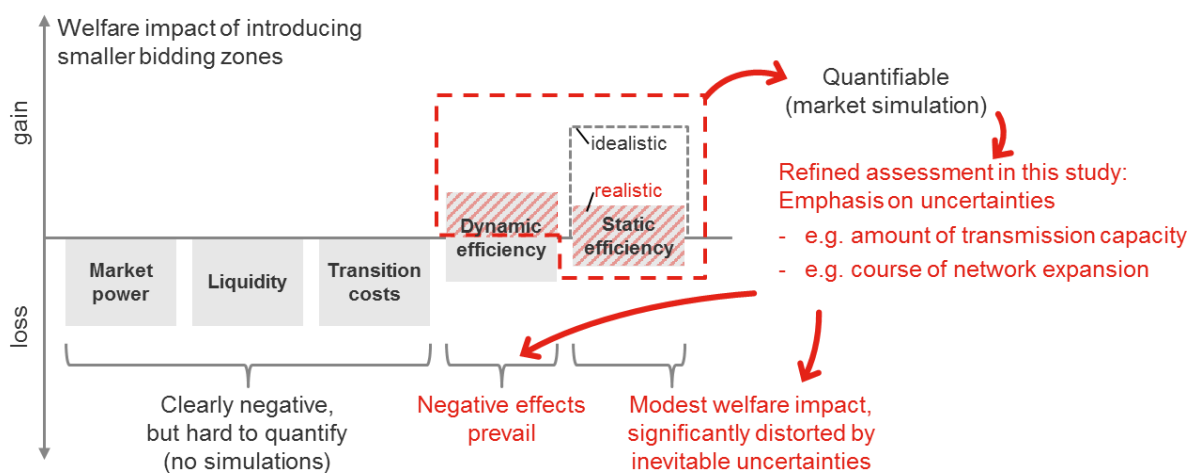 Welfare impact of introducing
smaller bidding zones
gain
loss
Quantifiable
(market simulation)
idealistic
realistic
Refined assessment in this study:
Emphasis on uncertainties
- e.g. amount of transmission capacity
- e.g. course of network expansion
Market
power
Liquidity
Transition
costs
Dynamic
efficiency
Static
efficiency
Clearly negative,
but hard to quantify
(no simulations)
Negative effects
prevail
Modest welfare impact,
significantly distorted by
inevitable uncertainties